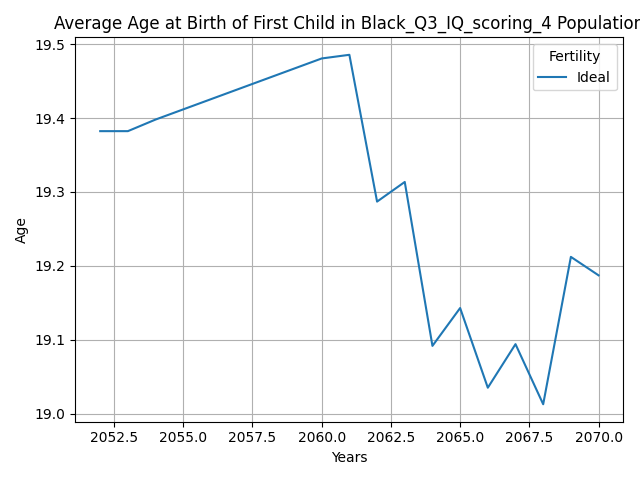 Average Age at Birth of First Child in Black_Q3_IQ_scoring_4 Population
19.5
19.4
19.3
19.2
19.1
19.0
Age
Fertility
Ideal
2052.5 2055.0 2057.5 2060.0 2062.5 2065.0 2067.5 2070.0
Years